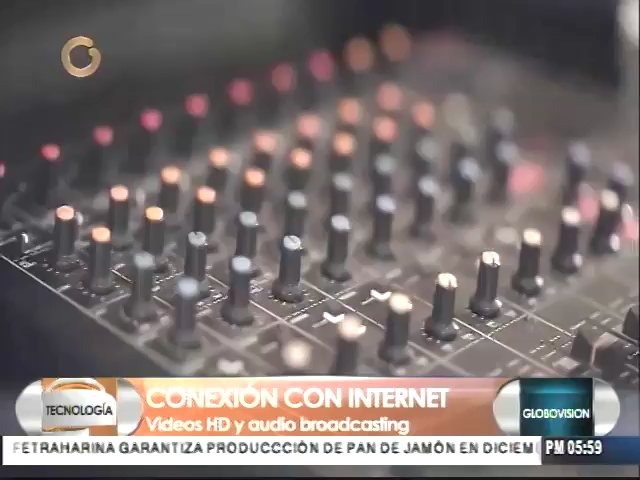 CONEXIÓN CON INTERNET
TECNOLOGÍA
Videos HD y audio broadcasting
GLOBOVISION
FETRAHARINA GARANTIZA PRODUCCCIÓN DE PAN DE JAMÓN EN DICIEM
PM 05:59